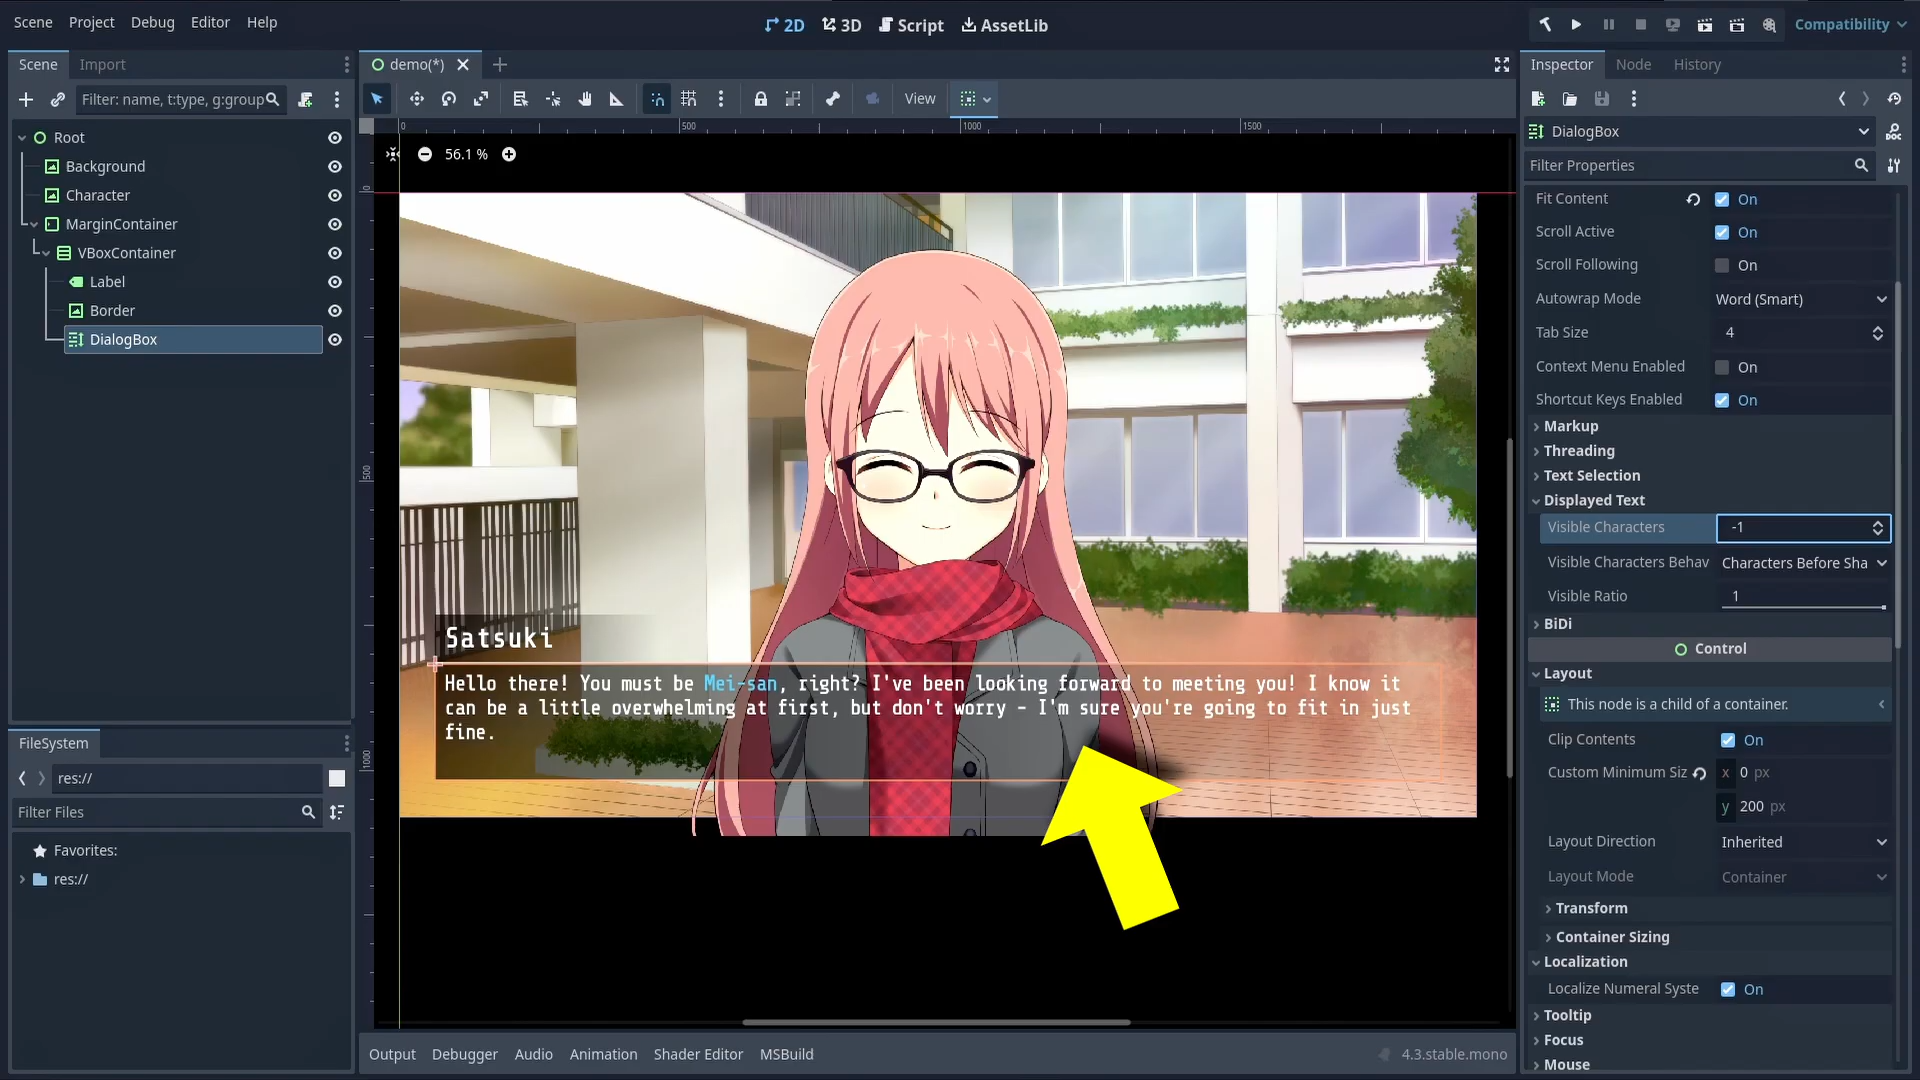 Scene Project Debug Editor Help
2D 3D Script AssetLib
Compatibility
Scene Import
demo(*)
Inspector Node History
Filter: name, t:type, g:group
View
DialogBox
Root
Background
Character
MarginContainer
VBoxContainer
Label
Border
DialogBox
0 500 1000 1500
56.1 %
0
500
1000
Satsuki
Hello there! You must be Mei-san, right? I've been looking forward to meeting you! I know it
can be a little overwhelming at first, but don't worry - I'm sure you're going to fit in just
fine.
Filter Properties
Fit Content On
Scroll Active On
Scroll Following On
Autowrap Mode Word (Smart)
Tab Size 4
Context Menu Enabled On
Shortcut Keys Enabled On
Markup
Threading
Text Selection
Displayed Text
Visible Characters -1
Visible Characters Behav Characters Before Sha
Visible Ratio 1
BiDi
Control
Layout
This node is a child of a container.
Clip Contents On
Custom Minimum Siz x 0 px
y 200 px
Layout Direction Inherited
Layout Mode Container
Transform
Container Sizing
Localization
Localize Numeral Syste On
Tooltip
Focus
Mouse
FileSystem
res://
Filter Files
Favorites:
res://
Output Debugger Audio Animation Shader Editor MSBuild
4.3.stable.mono